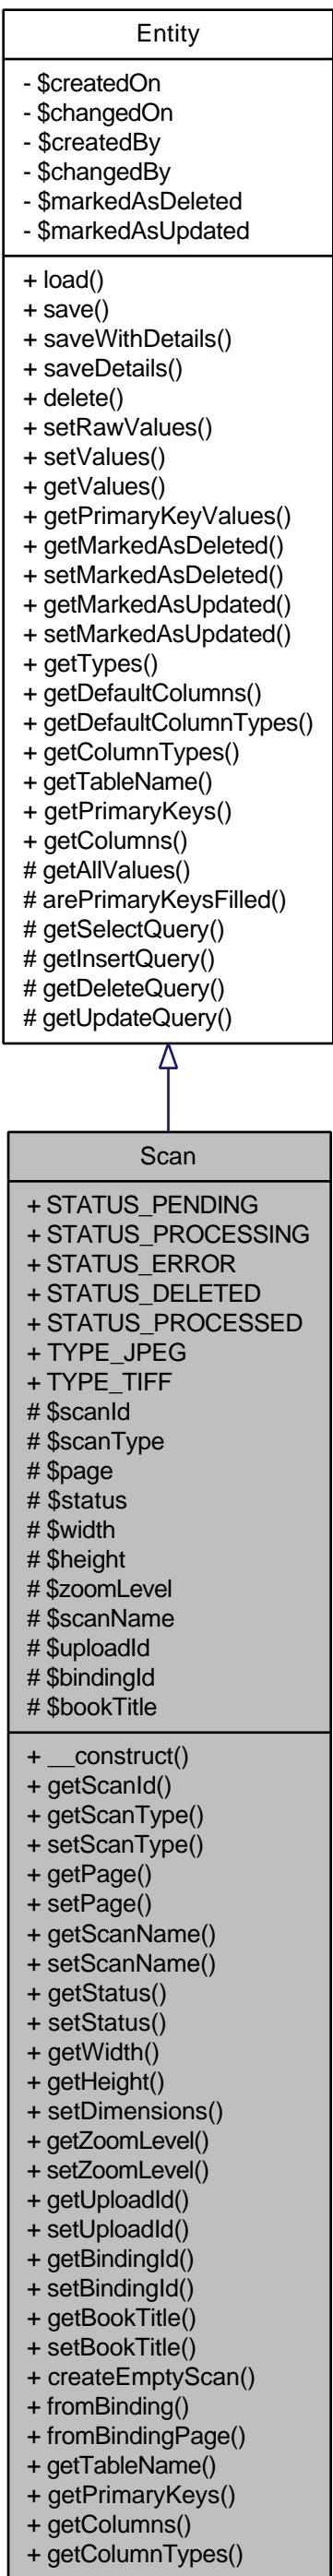 Entity
- $createdOn
- $changedOn
- $createdBy
- $changedBy
- $markedAsDeleted
- $markedAsUpdated
+ load()
+ save()
+ saveWithDetails()
+ saveDetails()
+ delete()
+ setRawValues()
+ setValues()
+ getValues()
+ getPrimaryKeyValues()
+ getMarkedAsDeleted()
+ setMarkedAsDeleted()
+ getMarkedAsUpdated()
+ setMarkedAsUpdated()
+ getTypes()
+ getDefaultColumns()
+ getDefaultColumnTypes()
+ getColumnTypes()
+ getTableName()
+ getPrimaryKeys()
+ getColumns()
# getAllValues()
# arePrimaryKeysFilled()
# getSelectQuery()
# getInsertQuery()
# getDeleteQuery()
# getUpdateQuery()
Scan
+ STATUS_PENDING
+ STATUS_PROCESSING
+ STATUS_ERROR
+ STATUS_DELETED
+ STATUS_PROCESSED
+ TYPE_JPEG
+ TYPE_TIFF
# $scanId
# $scanType
# $page
# $status
# $width
# $height
# $zoomLevel
# $scanName
# $uploadId
# $bindingId
# $bookTitle
+ __construct()
+ getScanId()
+ getScanType()
+ setScanType()
+ getPage()
+ setPage()
+ getScanName()
+ setScanName()
+ getStatus()
+ setStatus()
+ getWidth()
+ getHeight()
+ setDimensions()
+ getZoomLevel()
+ setZoomLevel()
+ getUploadId()
+ setUploadId()
+ getBindingId()
+ setBindingId()
+ getBookTitle()
+ setBookTitle()
+ createEmptyScan()
+ fromBinding()
+ fromBindingPage()
+ getTableName()
+ getPrimaryKeys()
+ getColumns()
+ getColumnTypes()